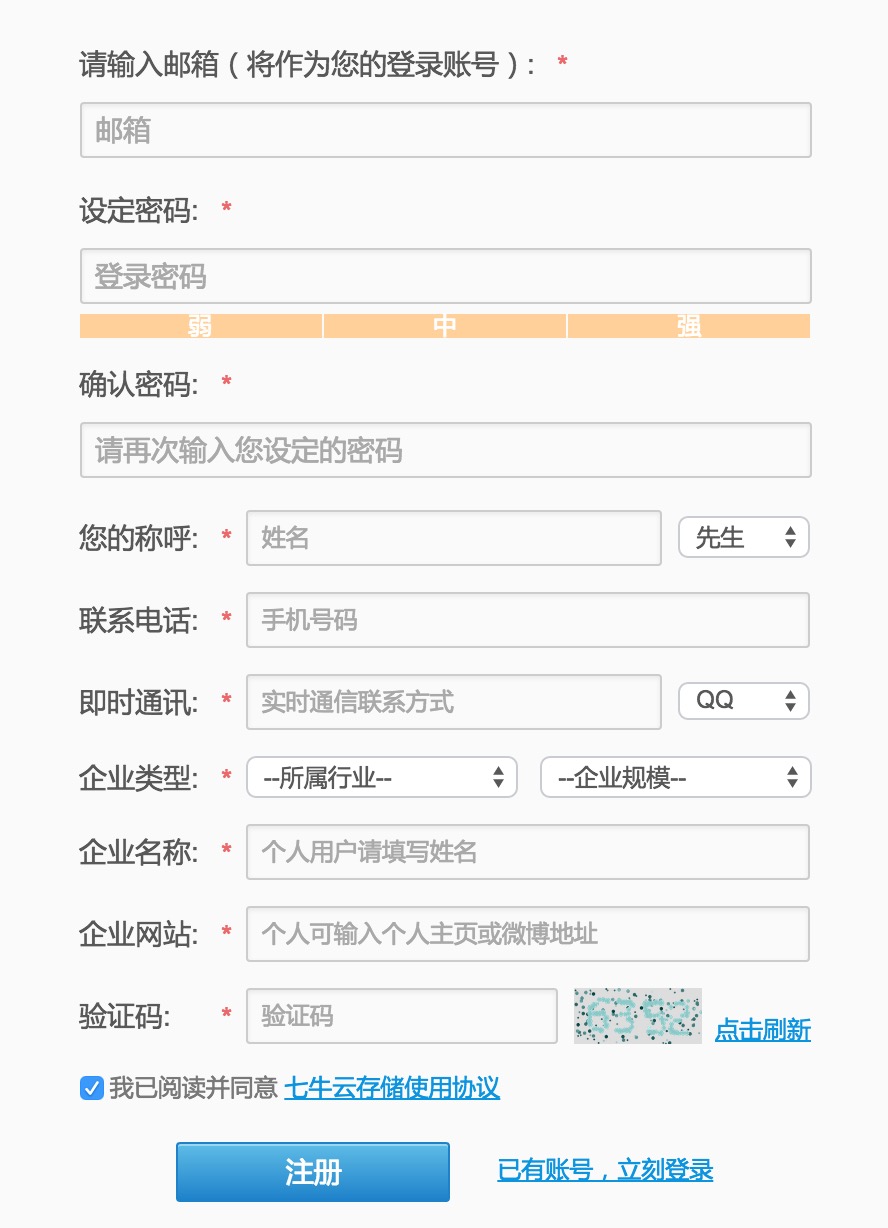 请输入邮箱（将作为您的登录账号）： *
邮箱
设定密码: *
登录密码
弱 中 强
确认密码: *
请再次输入您设定的密码
您的称呼: * 姓名 先生
联系电话: * 手机号码
即时通讯: * 实时通信联系方式 QQ
企业类型: * --所属行业-- --企业规模--
企业名称: * 个人用户请填写姓名
企业网站: * 个人可输入个人主页或微博地址
验证码: * 验证码 点击刷新
我已阅读并同意 七牛云存储使用协议
注册 已有账号，立刻登录